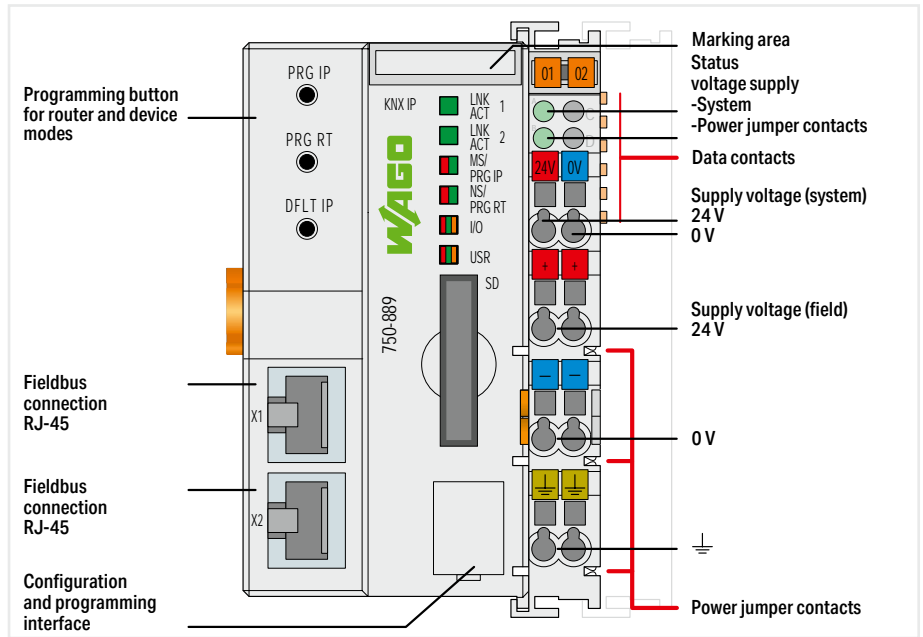 Programming button
for router and device
modes
Fieldbus
connection
RJ-45
Fieldbus
connection
RJ-45
Configuration
and programming
interface
PRG IP
PRG RT
DFLT IP
X1
X2
KNX IP
LNK
ACT 1
LNK
ACT 2
MS/
PRG IP
NS/
PRG RT
I/O
USR
SD
WAGO
750-889
01 02
C
D
24V 0V
+ +
— —
Marking area
Status
voltage supply
-System
-Power jumper contacts
Data contacts
Supply voltage (system)
24 V
0 V
Supply voltage (field)
24 V
0 V
Power jumper contacts